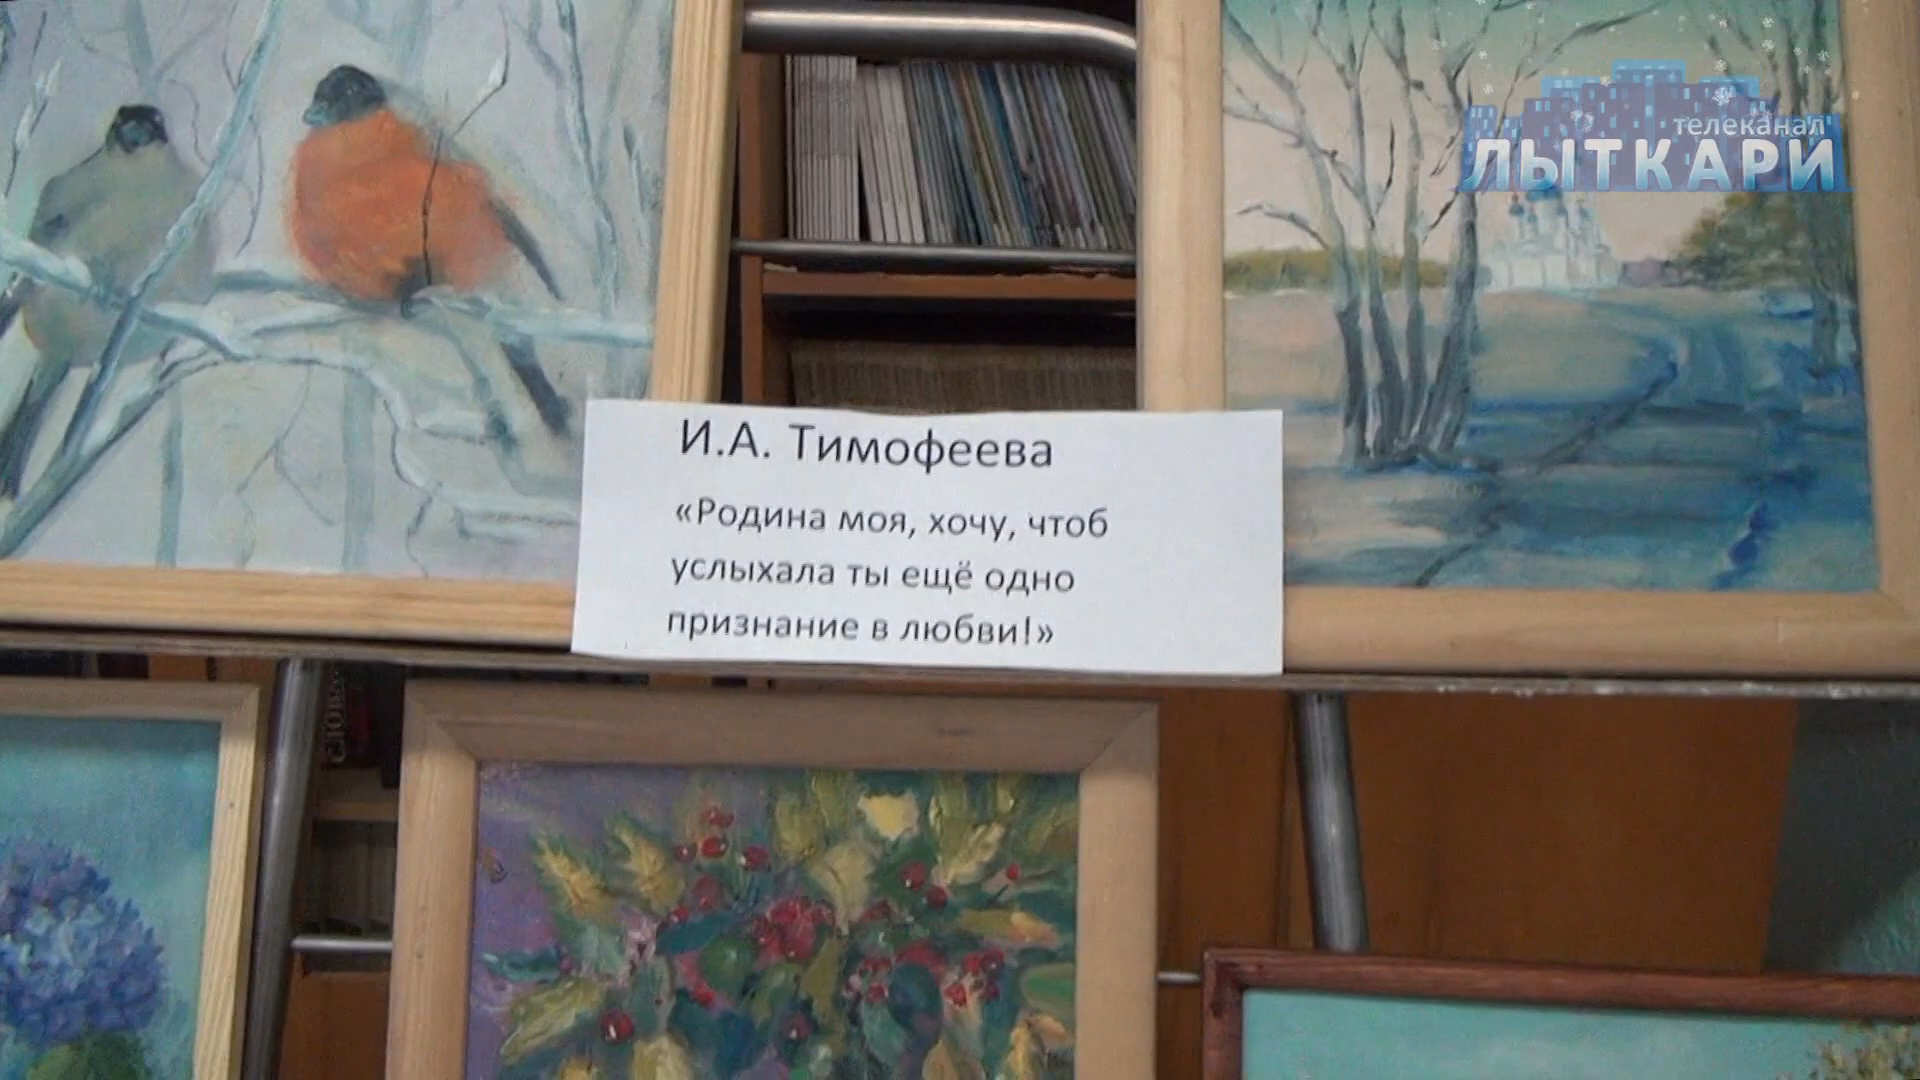 телеканал
ЛЫТКАРИ
И.А. Тимофеева
«Родина моя, хочу, чтоб
услыхала ты ещё одно
признание в любви!»